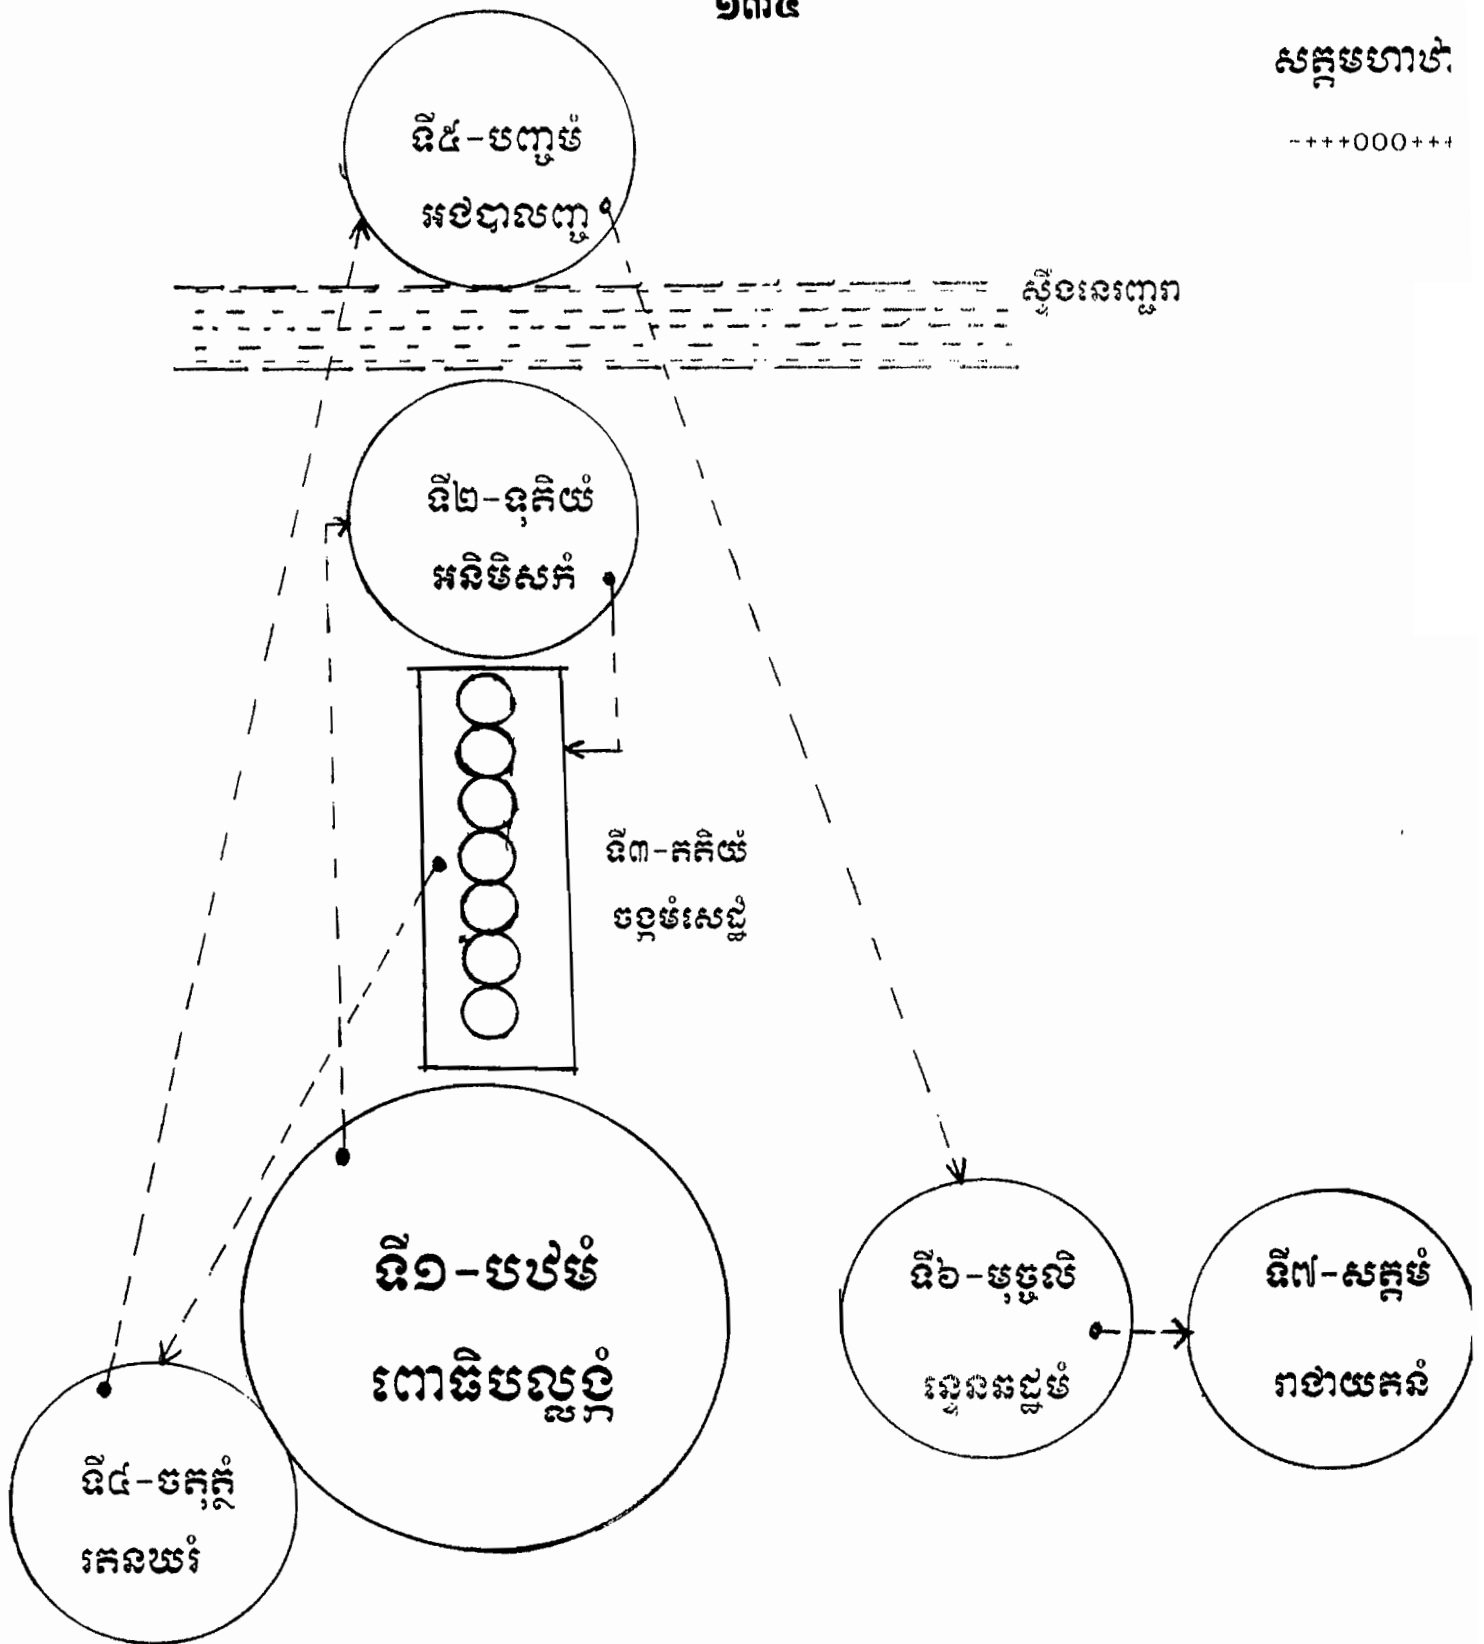 ១៣៥
សត្តមហាឋា
-+++000+++
ទី៥-បញ្ចមំ
អជបាលញ្ច
ស្ទឹងនេរញ្ជរា
ទី២-ទុតិយំ
អនិមិសកំ
ទី៣-តតិយំ
ចង្កមំសេដ្ឋំ
ទី១-បឋមំ
ពោធិបល្លង្កំ
ទី៦-មុច្ចលិ
ន្ទេនឆដ្ឋមំ
ទី៧-សត្តមំ
រាជាយតនំ
ទី៤-ចតុត្ថំ
រតនឃរំ